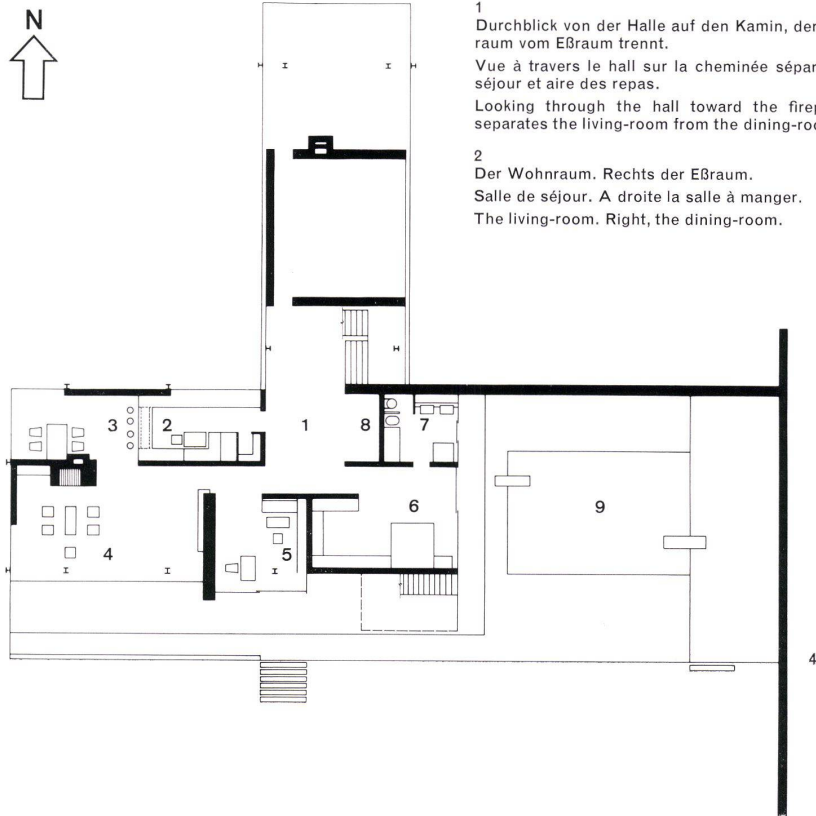 N
1
Durchblick von der Halle auf den Kamin, der
raum vom Eßraum trennt.
Vue à travers le hall sur la cheminée sépar
séjour et aire des repas.
Looking through the hall toward the firep
separates the living-room from the dining-roo
2
Der Wohnraum. Rechts der Eßraum.
Salle de séjour. A droite la salle à manger.
The living-room. Right, the dining-room.
3
2
1
8
7
6
9
4
5
4